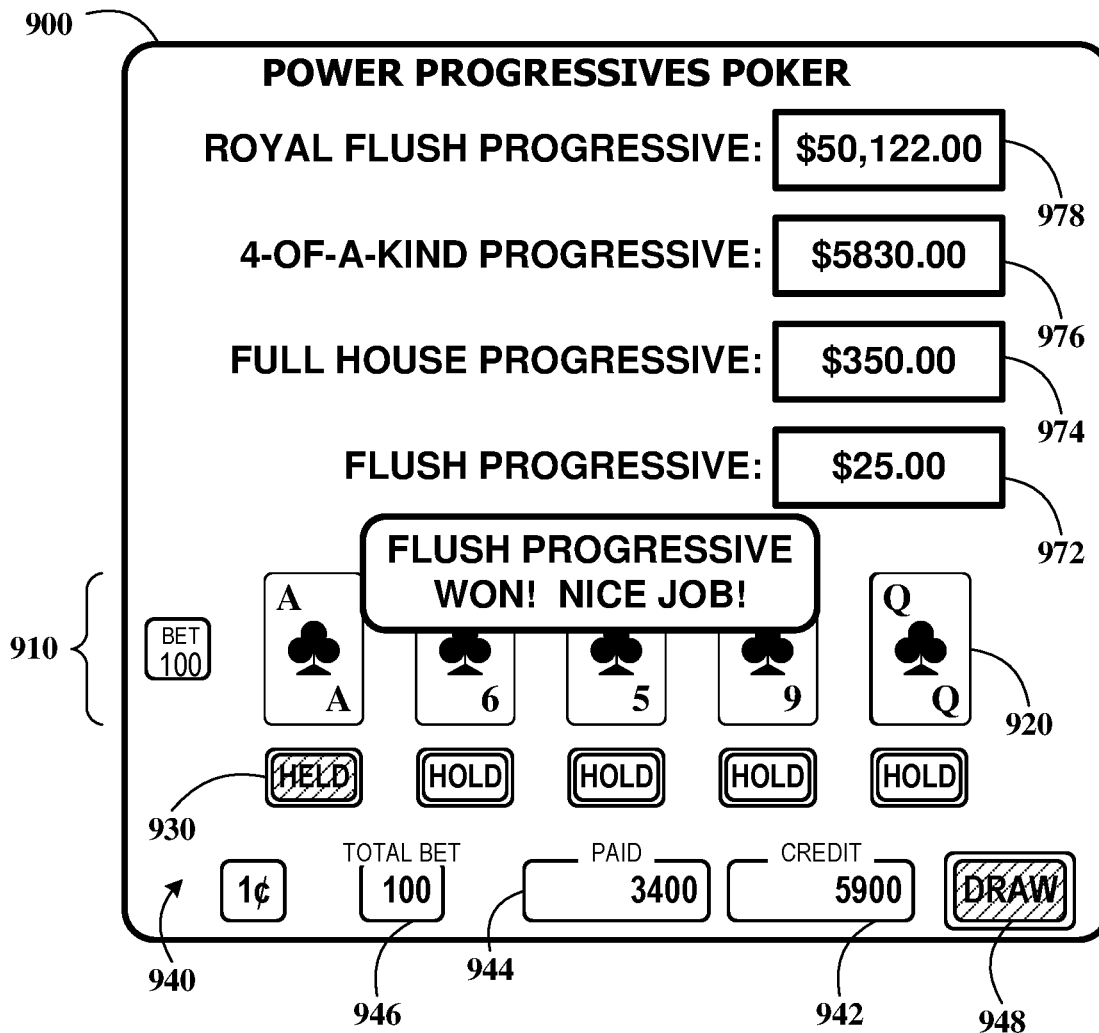 900
POWER PROGRESSIVES POKER
ROYAL FLUSH PROGRESSIVE: $50,122.00
978
4-OF-A-KIND PROGRESSIVE: $5830.00
976
FULL HOUSE PROGRESSIVE: $350.00
974
FLUSH PROGRESSIVE: $25.00
972
FLUSH PROGRESSIVE
WON! NICE JOB!
910
BET
100
A
A
6
5
9
Q
Q
920
HELD HOLD HOLD HOLD HOLD
930
TOTAL BET PAID CREDIT
1¢ 100 3400 5900 DRAW
940
946
944
942
948